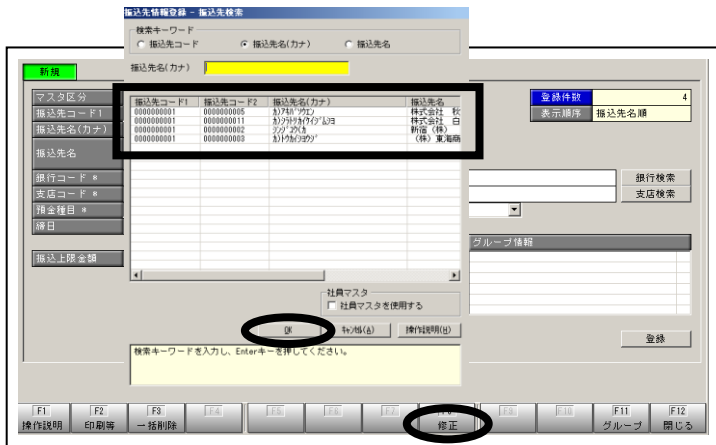 振込先情報登録 - 振込先検索
検索キーワード
振込先コード
振込先名(カナ)
振込先名
振込先名(カナ)
振込先コード1 振込先コード2 振込先名(カナ) 振込先名
0000000001 0000000005 株式会社 秋
0000000001 0000000011 株式会社 白
0000000001 0000000002 新宿 (株)
0000000001 0000000003 (株) 東海商
社員マスタ
社員マスタを使用する
OK
ｷｬﾝｾﾙ(A)
操作説明(H)
検索キーワードを入力し、Enterキーを押してください。
新規
マスタ区分
振込先コード1
振込先名(カナ)
振込先名
銀行コード *
支店コード *
預金種目 *
締日
振込上限金額
登録件数 4
表示順序 振込先名順
銀行検索
支店検索
グループ情報
登録
F1 操作説明
F2 印刷等
F3 一括削除
F4
F5
F6
F7
修正
F9
F10
F11 グループ
F12 閉じる